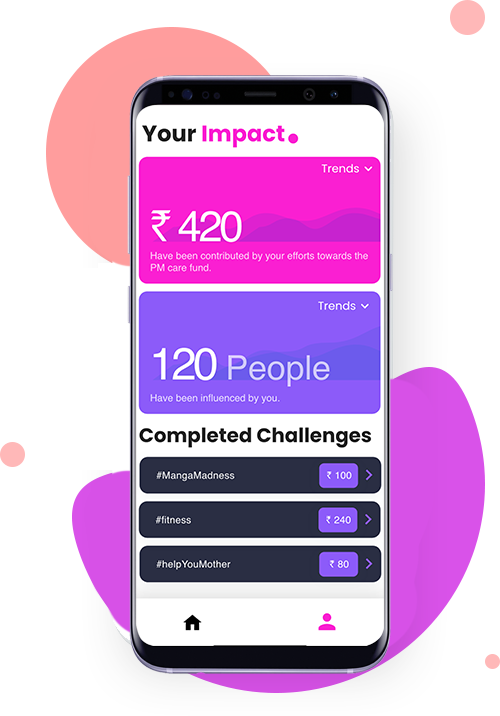 Your Impact.
Trends
₹ 420
Have been contributed by your efforts towards the
PM care fund.
Trends
120 People
Have been influenced by you.
Completed Challenges
#MangaMadness ₹ 100
#fitness ₹ 240
#helpYouMother ₹ 80